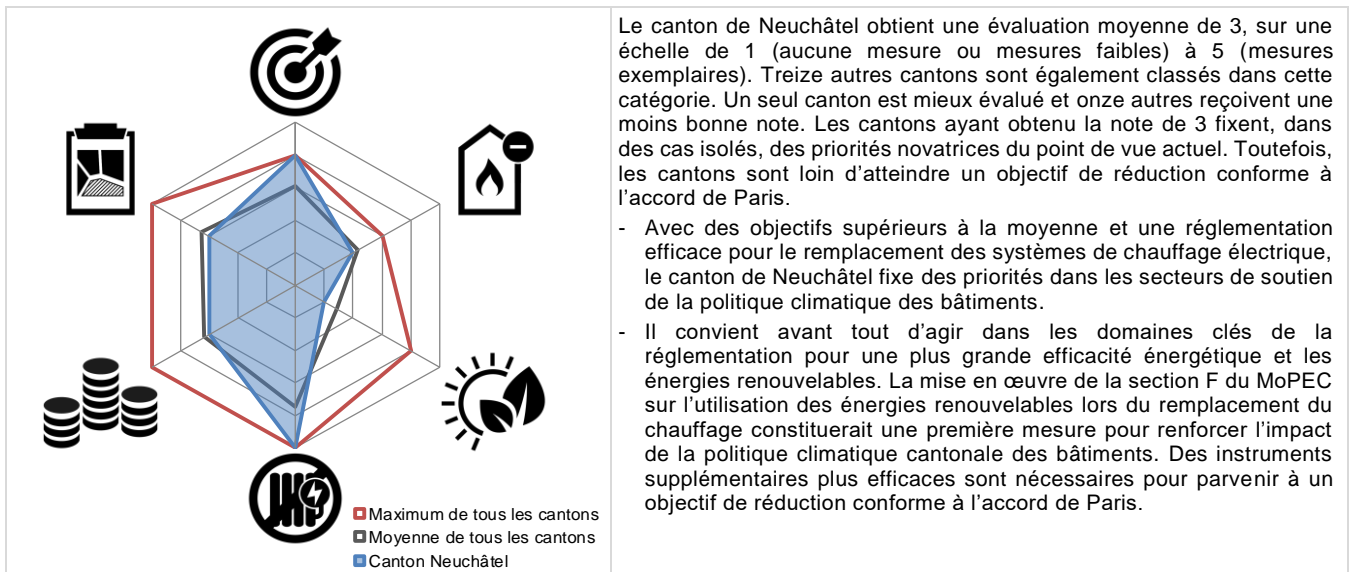 Le canton de Neuchâtel obtient une évaluation moyenne de 3, sur une
échelle de 1 (aucune mesure ou mesures faibles) à 5 (mesures
exemplaires). Treize autres cantons sont également classés dans cette
catégorie. Un seul canton est mieux évalué et onze autres reçoivent une
moins bonne note. Les cantons ayant obtenu la note de 3 fixent, dans
des cas isolés, des priorités novatrices du point de vue actuel. Toutefois,
les cantons sont loin d'atteindre un objectif de réduction conforme à
l'accord de Paris.
- Avec des objectifs supérieurs à la moyenne et une réglementation
efficace pour le remplacement des systèmes de chauffage électrique,
le canton de Neuchâtel fixe des priorités dans les secteurs de soutien
de la politique climatique des bâtiments.
- Il convient avant tout d'agir dans les domaines clés de la
réglementation pour une plus grande efficacité énergétique et les
énergies renouvelables. La mise en œuvre de la section F du MoPEC
sur l'utilisation des énergies renouvelables lors du remplacement du
chauffage constituerait une première mesure pour renforcer l'impact
de la politique climatique cantonale des bâtiments. Des instruments
supplémentaires plus efficaces sont nécessaires pour parvenir à un
objectif de réduction conforme à l'accord de Paris.
Maximum de tous les cantons
Moyenne de tous les cantons
Canton Neuchâtel